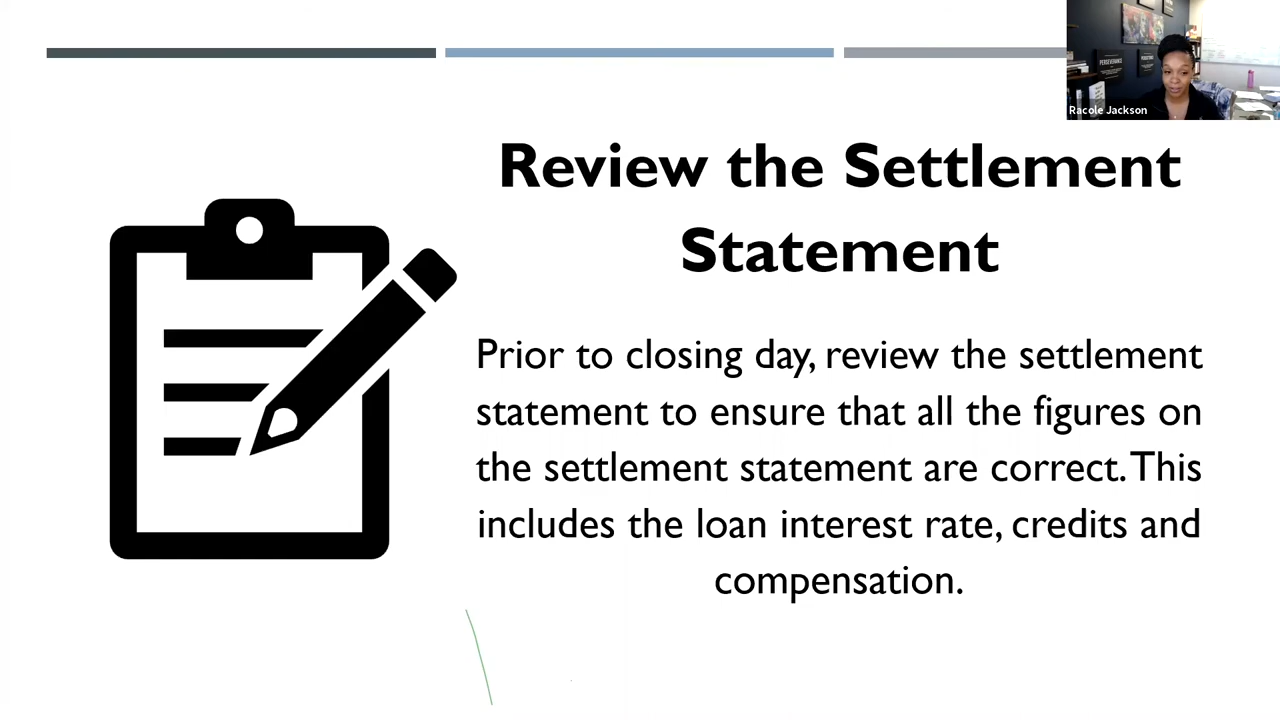 Racole Jackson
PERSEVERANCE
Review the Settlement
Statement
Prior to closing day, review the settlement
statement to ensure that all the figures on
the settlement statement are correct. This
includes the loan interest rate, credits and
compensation.